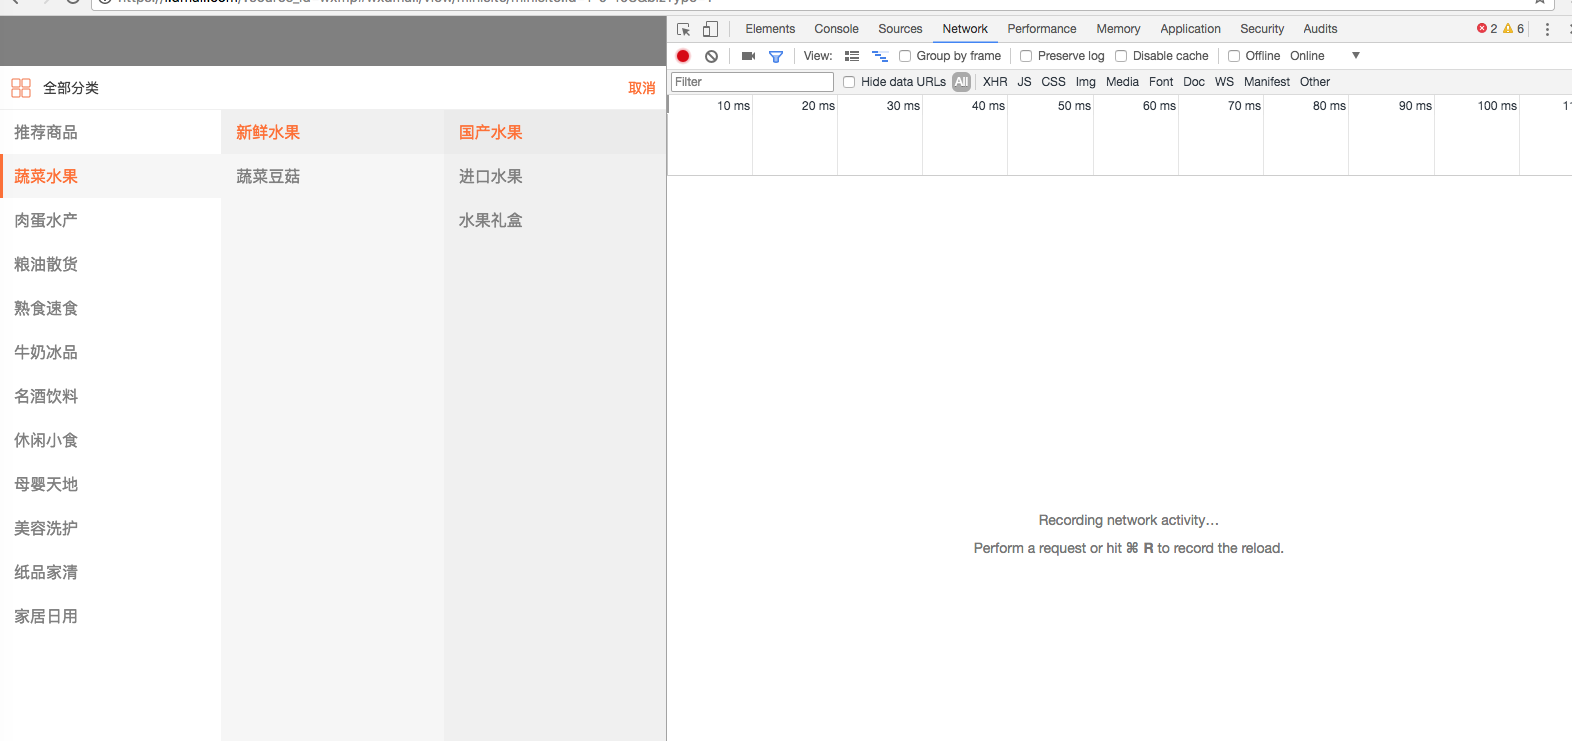 全部分类
取消
推荐商品
蔬菜水果
肉蛋水产
粮油散货
熟食速食
牛奶冰品
名酒饮料
休闲小食
母婴天地
美容洗护
纸品家清
家居日用
新鲜水果
蔬菜豆菇
国产水果
进口水果
水果礼盒
Elements Console Sources Network Performance Memory Application Security Audits 2 6
View: Group by frame Preserve log Disable cache Offline Online
Filter Hide data URLs All XHR JS CSS Img Media Font Doc WS Manifest Other
10 ms 20 ms 30 ms 40 ms 50 ms 60 ms 70 ms 80 ms 90 ms 100 ms
Recording network activity…
Perform a request or hit ⌘ R to record the reload.